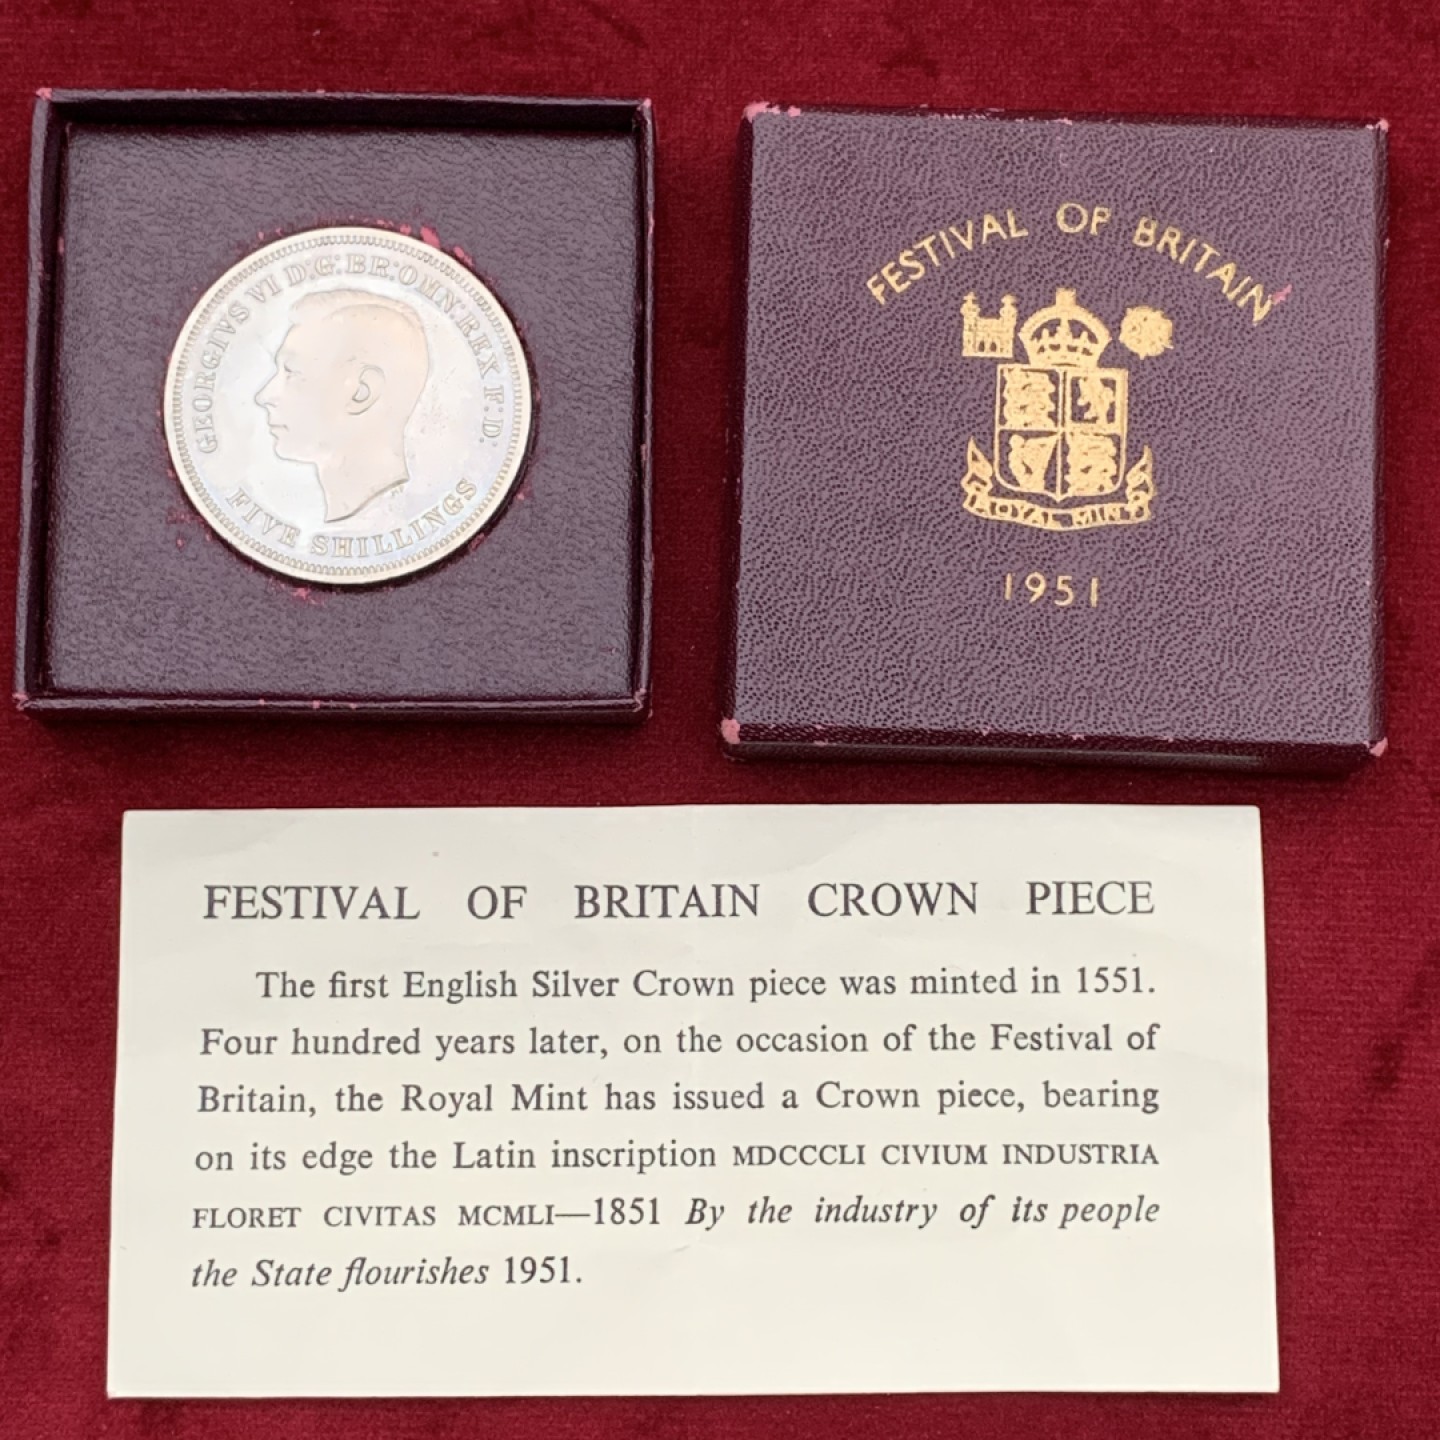 GEORGIVS VI D:G:BR:OMN:REX F:D:
FIVE SHILLINGS
FESTIVAL OF BRITAIN
ROYAL MINT
1951
FESTIVAL OF BRITAIN CROWN PIECE
The first English Silver Crown piece was minted in 1551.
Four hundred years later, on the occasion of the Festival of
Britain, the Royal Mint has issued a Crown piece, bearing
on its edge the Latin inscription MDCCCLI CIVIUM INDUSTRIA
FLORET CIVITAS MCMLI—1851 By the industry of its people
the State flourishes 1951.